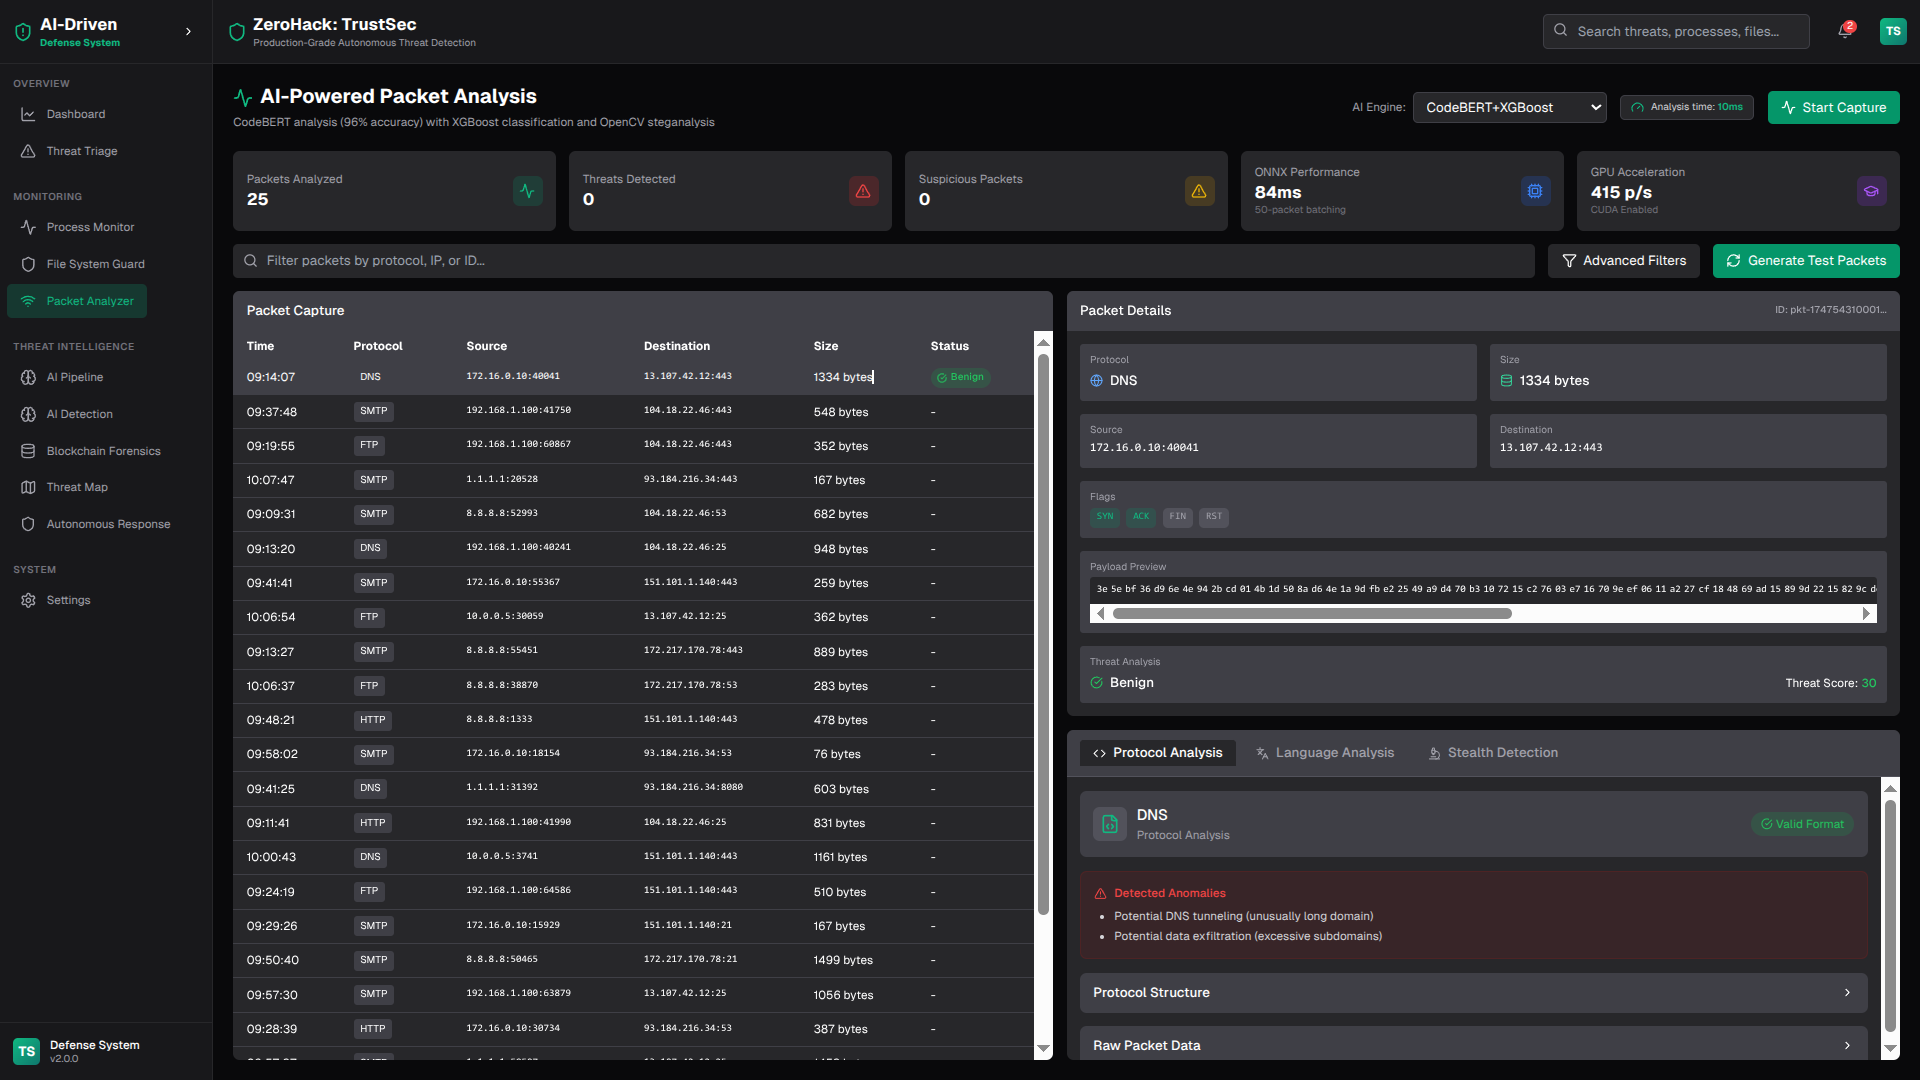 AI-Driven
Defense System
OVERVIEW
Dashboard
Threat Triage
MONITORING
Process Monitor
File System Guard
Packet Analyzer
THREAT INTELLIGENCE
AI Pipeline
AI Detection
Blockchain Forensics
Threat Map
Autonomous Response
SYSTEM
Settings
TS
Defense System
v2.0.0
ZeroHack: TrustSec
Production-Grade Autonomous Threat Detection
Search threats, processes, files...
2
TS
AI-Powered Packet Analysis
CodeBERT analysis (96% accuracy) with XGBoost classification and OpenCV steganalysis
AI Engine:
CodeBERT+XGBoost
Analysis time: 10ms
Start Capture
Packets Analyzed
25
Threats Detected
0
Suspicious Packets
0
ONNX Performance
84ms
50-packet batching
GPU Acceleration
415 p/s
CUDA Enabled
Filter packets by protocol, IP, or ID...
Advanced Filters
Generate Test Packets
Packet Capture
Time Protocol Source Destination Size Status
09:14:07 DNS 172.16.0.10:40041 13.107.42.12:443 1334 bytes Benign
09:37:48 SMTP 192.168.1.100:41750 104.18.22.46:443 548 bytes -
09:19:55 FTP 192.168.1.100:60867 104.18.22.46:443 352 bytes -
10:07:47 SMTP 1.1.1.1:20528 93.184.216.34:443 167 bytes -
09:09:31 SMTP 8.8.8.8:52993 104.18.22.46:53 682 bytes -
09:13:20 DNS 192.168.1.100:40241 104.18.22.46:25 948 bytes -
09:41:41 SMTP 172.16.0.10:55367 151.101.1.140:443 259 bytes -
10:06:54 FTP 10.0.0.5:30059 13.107.42.12:25 362 bytes -
09:13:27 SMTP 8.8.8.8:55451 172.217.170.78:443 889 bytes -
10:06:37 FTP 8.8.8.8:38870 172.217.170.78:53 283 bytes -
09:48:21 HTTP 8.8.8.8:1333 151.101.1.140:443 478 bytes -
09:58:02 SMTP 172.16.0.10:18154 93.184.216.34:53 76 bytes -
09:41:25 DNS 1.1.1.1:31392 93.184.216.34:8080 603 bytes -
09:11:41 HTTP 192.168.1.100:41990 104.18.22.46:25 831 bytes -
10:00:43 DNS 10.0.0.5:3741 151.101.1.140:443 1161 bytes -
09:24:19 FTP 192.168.1.100:64586 151.101.1.140:443 510 bytes -
09:29:26 SMTP 172.16.0.10:15929 151.101.1.140:21 167 bytes -
09:50:40 SMTP 8.8.8.8:50465 172.217.170.78:21 1499 bytes -
09:57:30 SMTP 192.168.1.100:63879 13.107.42.12:25 1056 bytes -
09:28:39 HTTP 172.16.0.10:30734 93.184.216.34:53 387 bytes -
Packet Details
ID: pkt-174754310001...
Protocol
DNS
Size
1334 bytes
Source
172.16.0.10:40041
Destination
13.107.42.12:443
Flags
SYN ACK FIN RST
Payload Preview
3e 5e bf 36 d9 6e 4e 94 2b cd 01 4b 1d 50 8a d6 4e 1a 9d fb e2 25 49 a9 d4 70 b3 10 72 15 c2 76 03 e7 16 70 9e ef 06 11 a2 27 cf 18 48 69 ad 15 89 9d 22 15 82 9c
Threat Analysis
Benign
Threat Score: 30
Protocol Analysis
Language Analysis
Stealth Detection
DNS
Protocol Analysis
Valid Format
Detected Anomalies
• Potential DNS tunneling (unusually long domain)
• Potential data exfiltration (excessive subdomains)
Protocol Structure
Raw Packet Data